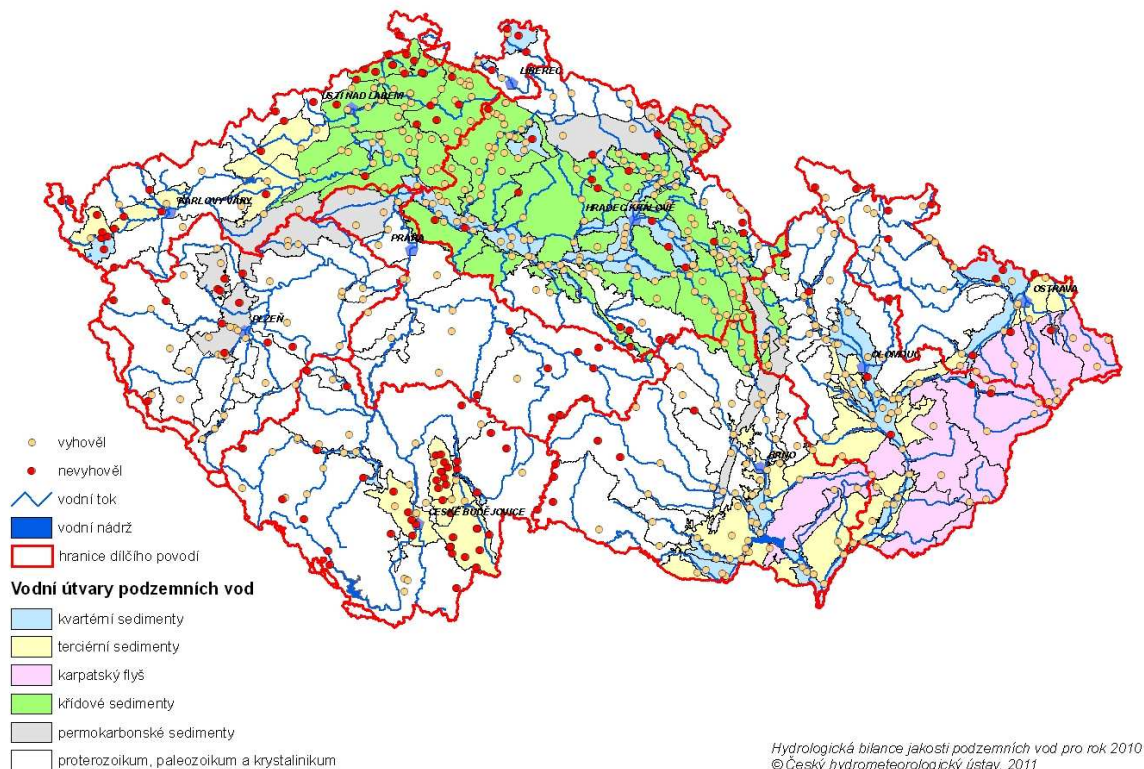 LIBEREC
ÚSTÍ NAD LABEM
KARLOVY VARY
HRADEC KRÁLOVÉ
PRAHA
OSTRAVA
PLZEŇ
OLOMOUC
BRNO
ČESKÉ BUDĚJOVICE
vyhověl
nevyhověl
vodní tok
vodní nádrž
hranice dílčího povodí
Vodní útvary podzemních vod
kvartérní sedimenty
terciérní sedimenty
karpatský flyš
křídové sedimenty
permokarbonské sedimenty
proterozoikum, paleozoikum a krystalinikum
Hydrologická bilance jakosti podzemních vod pro rok 2010
© Český hydrometeorologický ústav, 2011